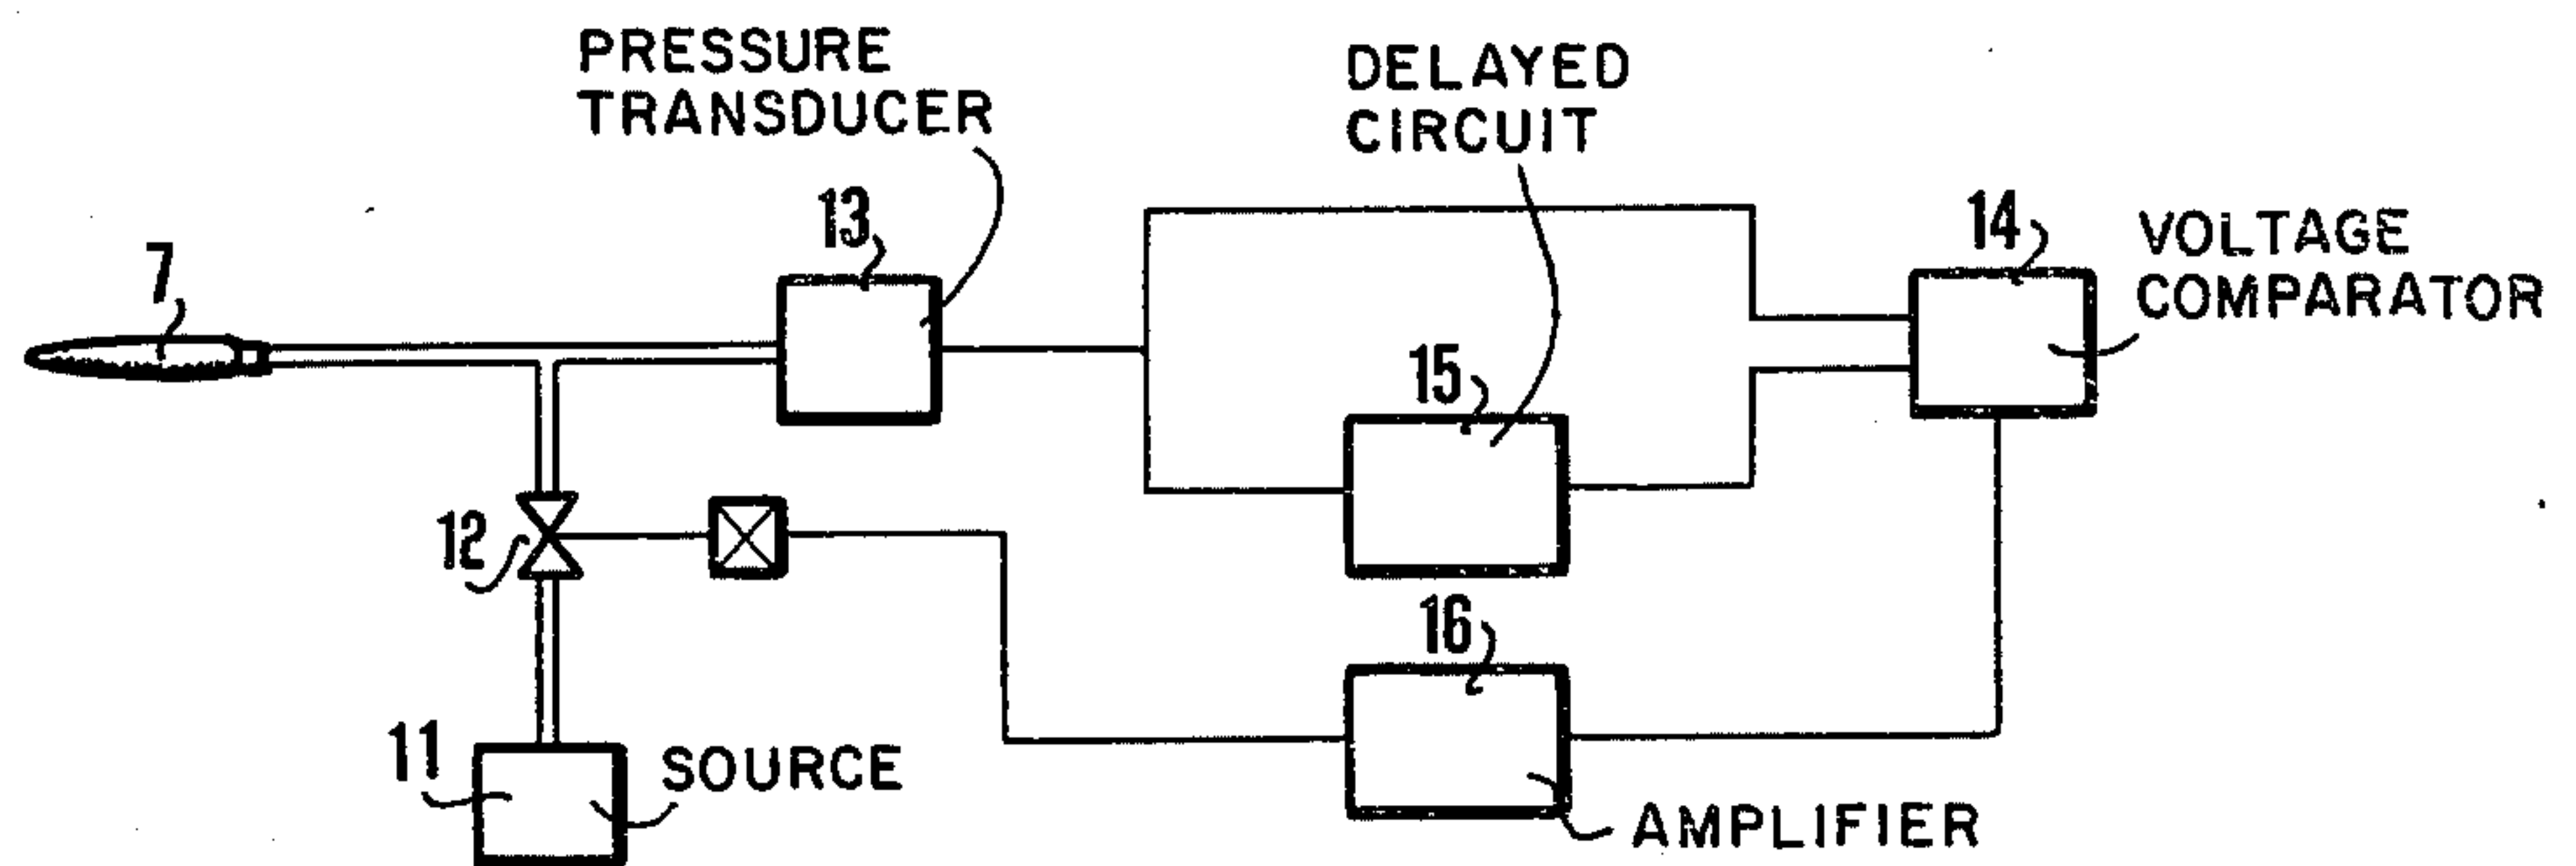 PRESSURE
TRANSDUCER
DELAYED
CIRCUIT
13
14
VOLTAGE
COMPARATOR
7
15
12
16
11
SOURCE
AMPLIFIER